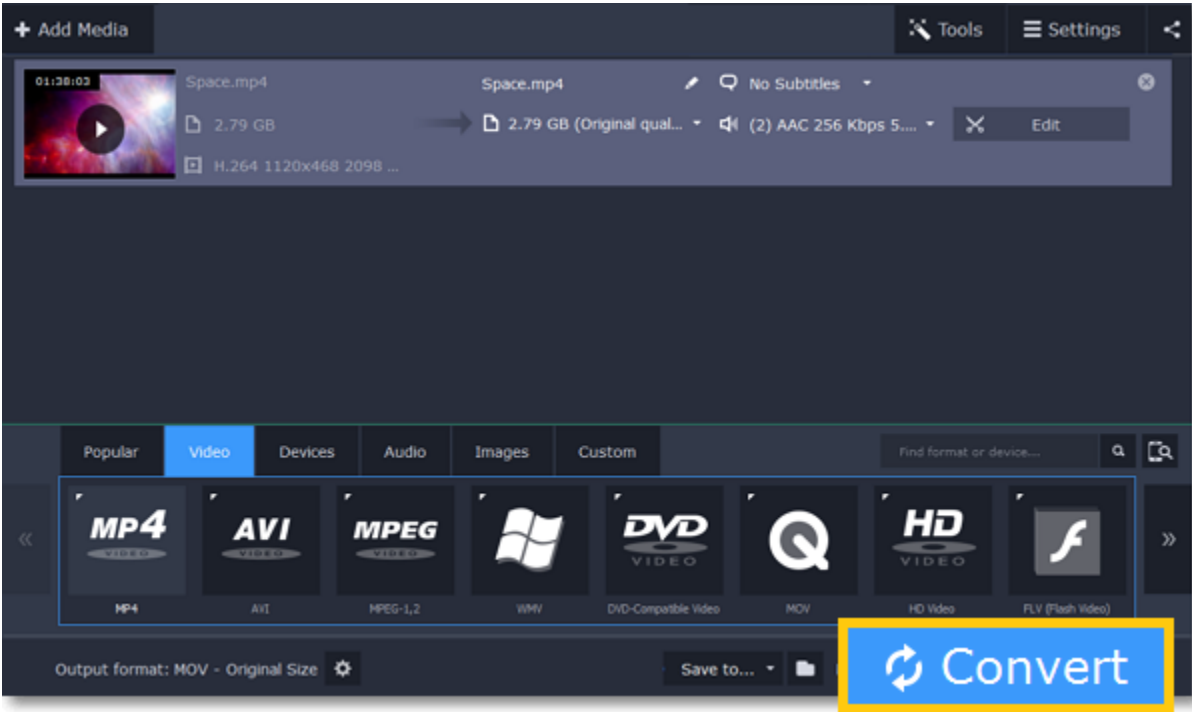 Add Media
Tools
Settings
01:38:03
Space.mp4
Space.mp4
No Subtitles
2.79 GB
2.79 GB (Original qual...
(2) AAC 256 Kbps 5....
Edit
H.264 1120x468 2098 ...
Popular
Video
Devices
Audio
Images
Custom
Find format or device....
MP4
VIDEO
AVI
VIDEO
MPEG
VIDEO
DVD
VIDEO
HD
VIDEO
MP4
AVI
MPEG-1,2
WMV
DVD-Compatible Video
MOV
HD Video
FLV (Flash Video)
Output format: MOV - Original Size
Save to...
Convert